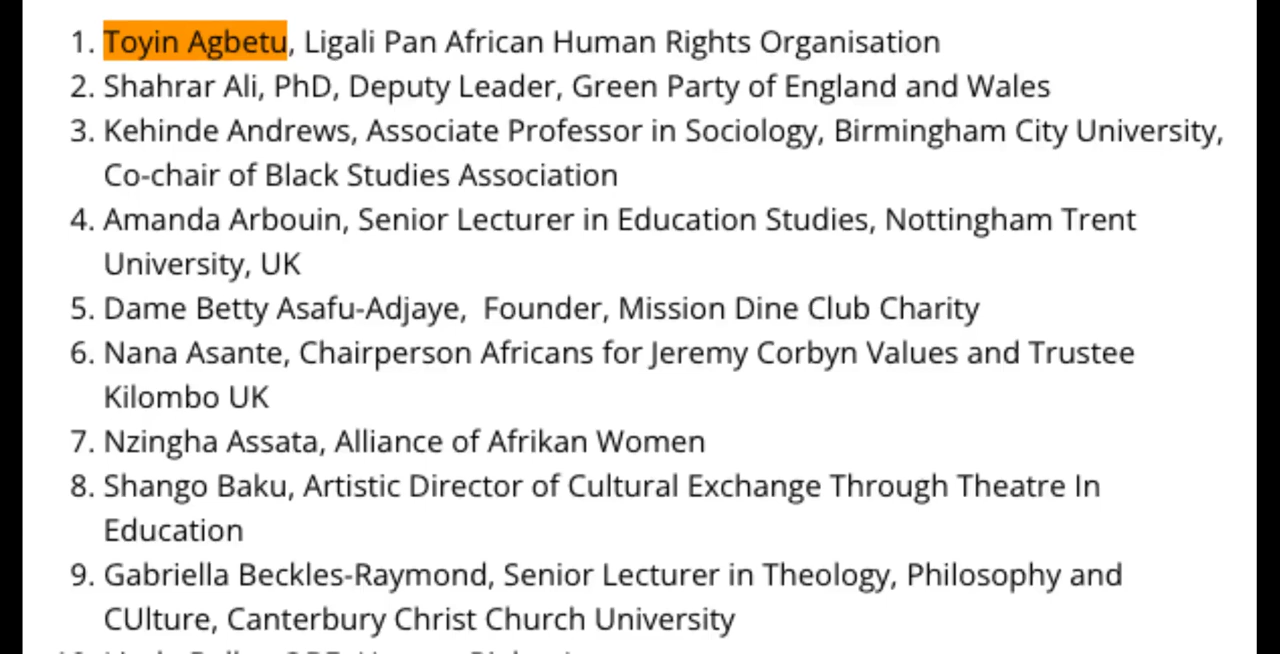 1. Toyin Agbetu, Ligali Pan African Human Rights Organisation
2. Shahrar Ali, PhD, Deputy Leader, Green Party of England and Wales
3. Kehinde Andrews, Associate Professor in Sociology, Birmingham City University,
Co-chair of Black Studies Association
4. Amanda Arbouin, Senior Lecturer in Education Studies, Nottingham Trent
University, UK
5. Dame Betty Asafu-Adjaye,  Founder, Mission Dine Club Charity
6. Nana Asante, Chairperson Africans for Jeremy Corbyn Values and Trustee
Kilombo UK
7. Nzingha Assata, Alliance of Afrikan Women
8. Shango Baku, Artistic Director of Cultural Exchange Through Theatre In
Education
9. Gabriella Beckles-Raymond, Senior Lecturer in Theology, Philosophy and
CUlture, Canterbury Christ Church University